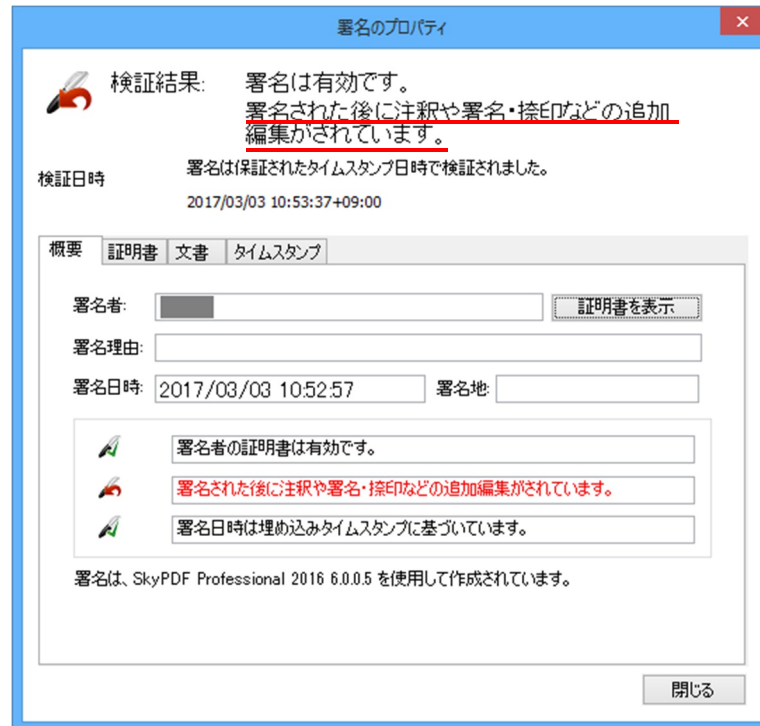 署名のプロパティ
検証結果: 署名は有効です。
署名された後に注釈や署名・捺印などの追加
編集がされています。
検証日時 署名は保証されたタイムスタンプ日時で検証されました。
2017/03/03 10:53:37+09:00
概要 証明書 文書 タイムスタンプ
署名者: 証明書を表示
署名理由:
署名日時: 2017/03/03 10:52:57 署名地:
署名者の証明書は有効です。
署名された後に注釈や署名・捺印などの追加編集がされています。
署名日時は埋め込みタイムスタンプに基づいています。
署名は、SkyPDF Professional 2016 6.0.0.5 を使用して作成されています。
閉じる